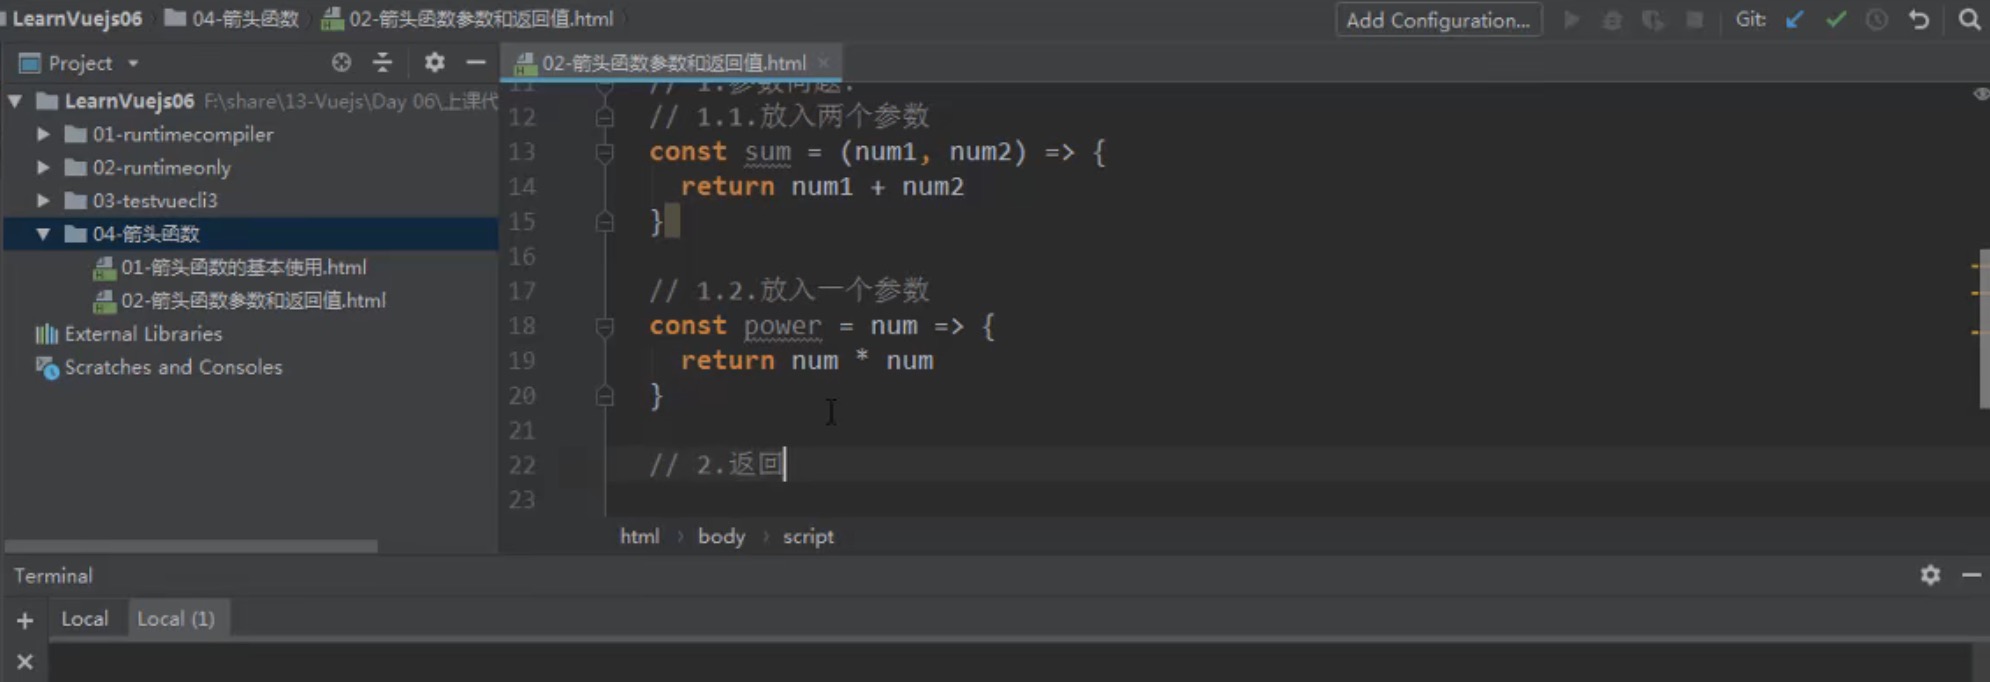 LearnVuejs06 04-箭头函数 02-箭头函数参数和返回值.html Add Configuration... Git:
Project 02-箭头函数参数和返回值.html
LearnVuejs06 F:\share\13-Vuejs\Day 06\上课代
01-runtimecompiler
02-runtimeonly
03-testvuecli3
04-箭头函数
01-箭头函数的基本使用.html
02-箭头函数参数和返回值.html
External Libraries
Scratches and Consoles
11 // 1.参数问题:
12 // 1.1.放入两个参数
13 const sum = (num1, num2) => {
14 return num1 + num2
15 }
16
17 // 1.2.放入一个参数
18 const power = num => {
19 return num * num
20 }
21
22 // 2.返回
23
html › body › script
Terminal
Local Local (1)